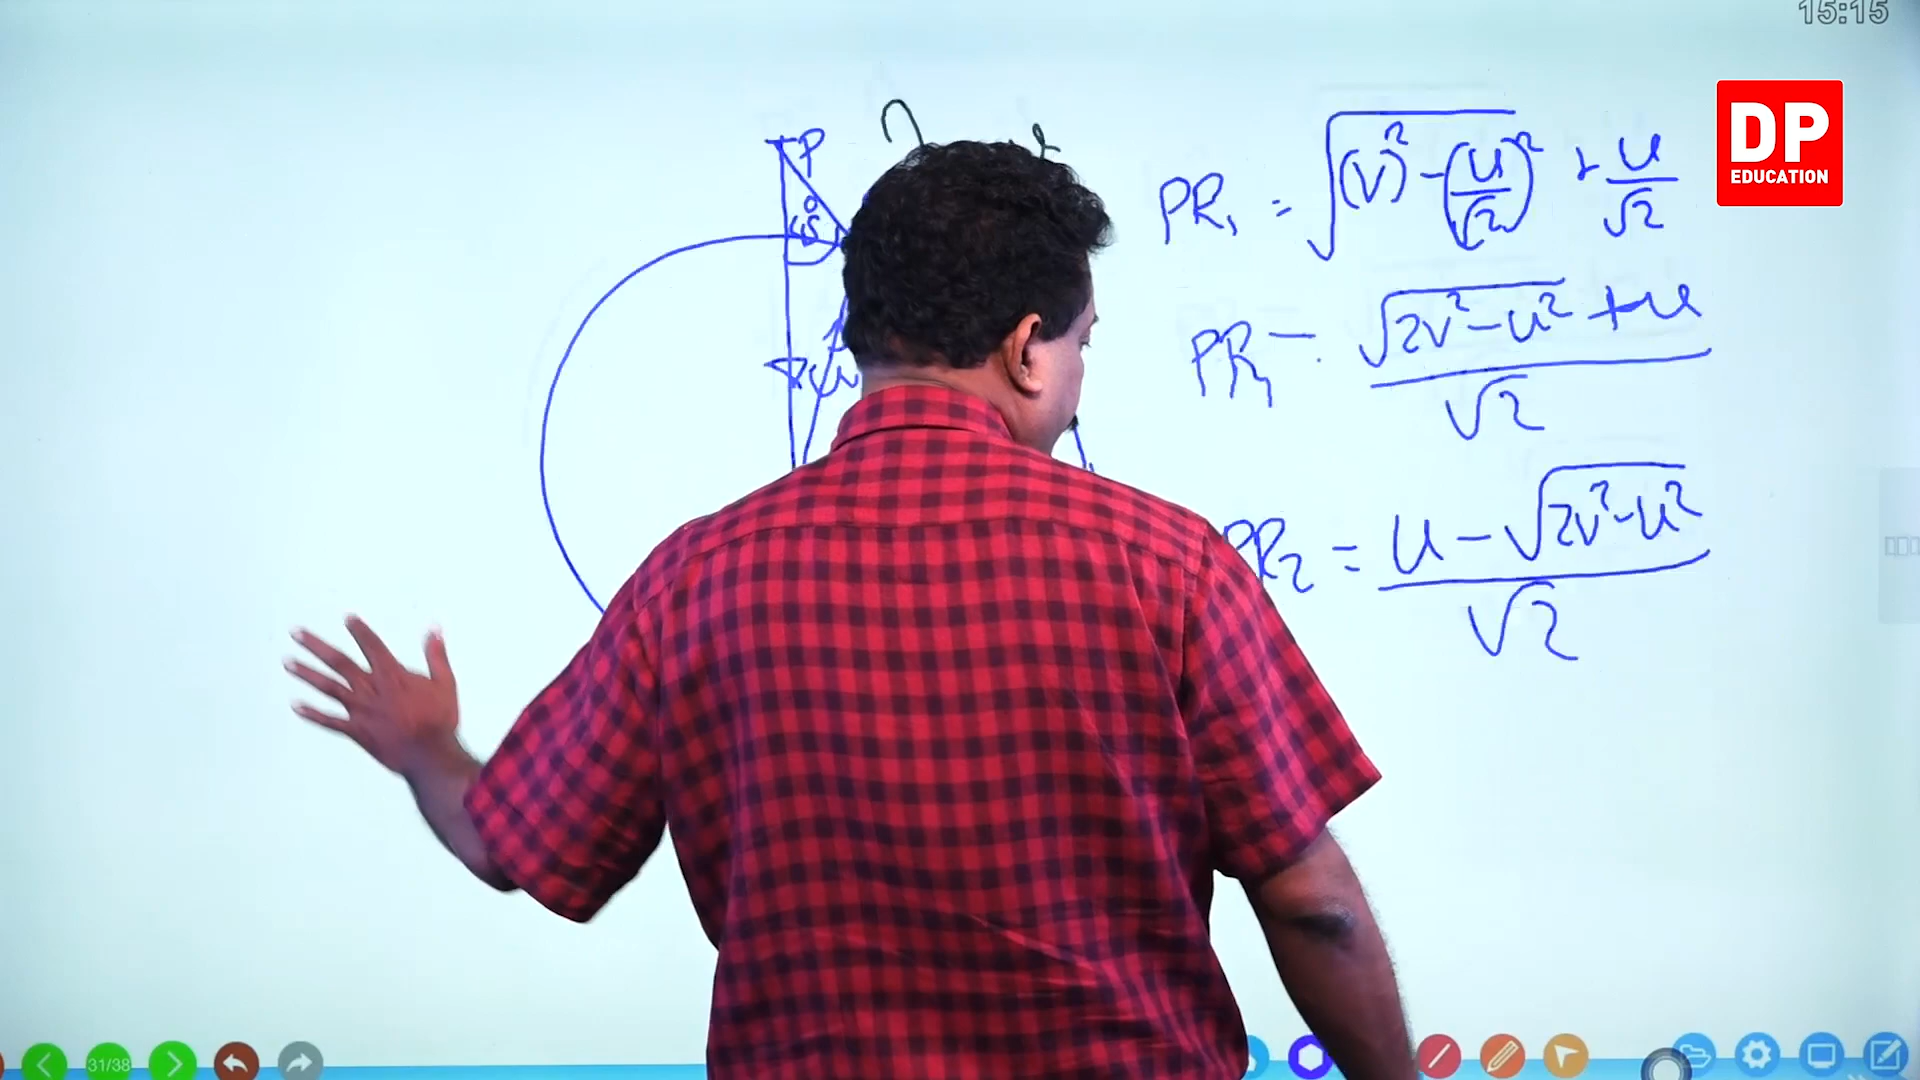 15:15
DP
EDUCATION
P
45°
u
PR₁ = √((V)² - (u/√2)²) + u/√2
PR₁ = (√(2v² - u²) + u)/√2
PR₂ = (u - √(2v² - u²))/√2
31/38